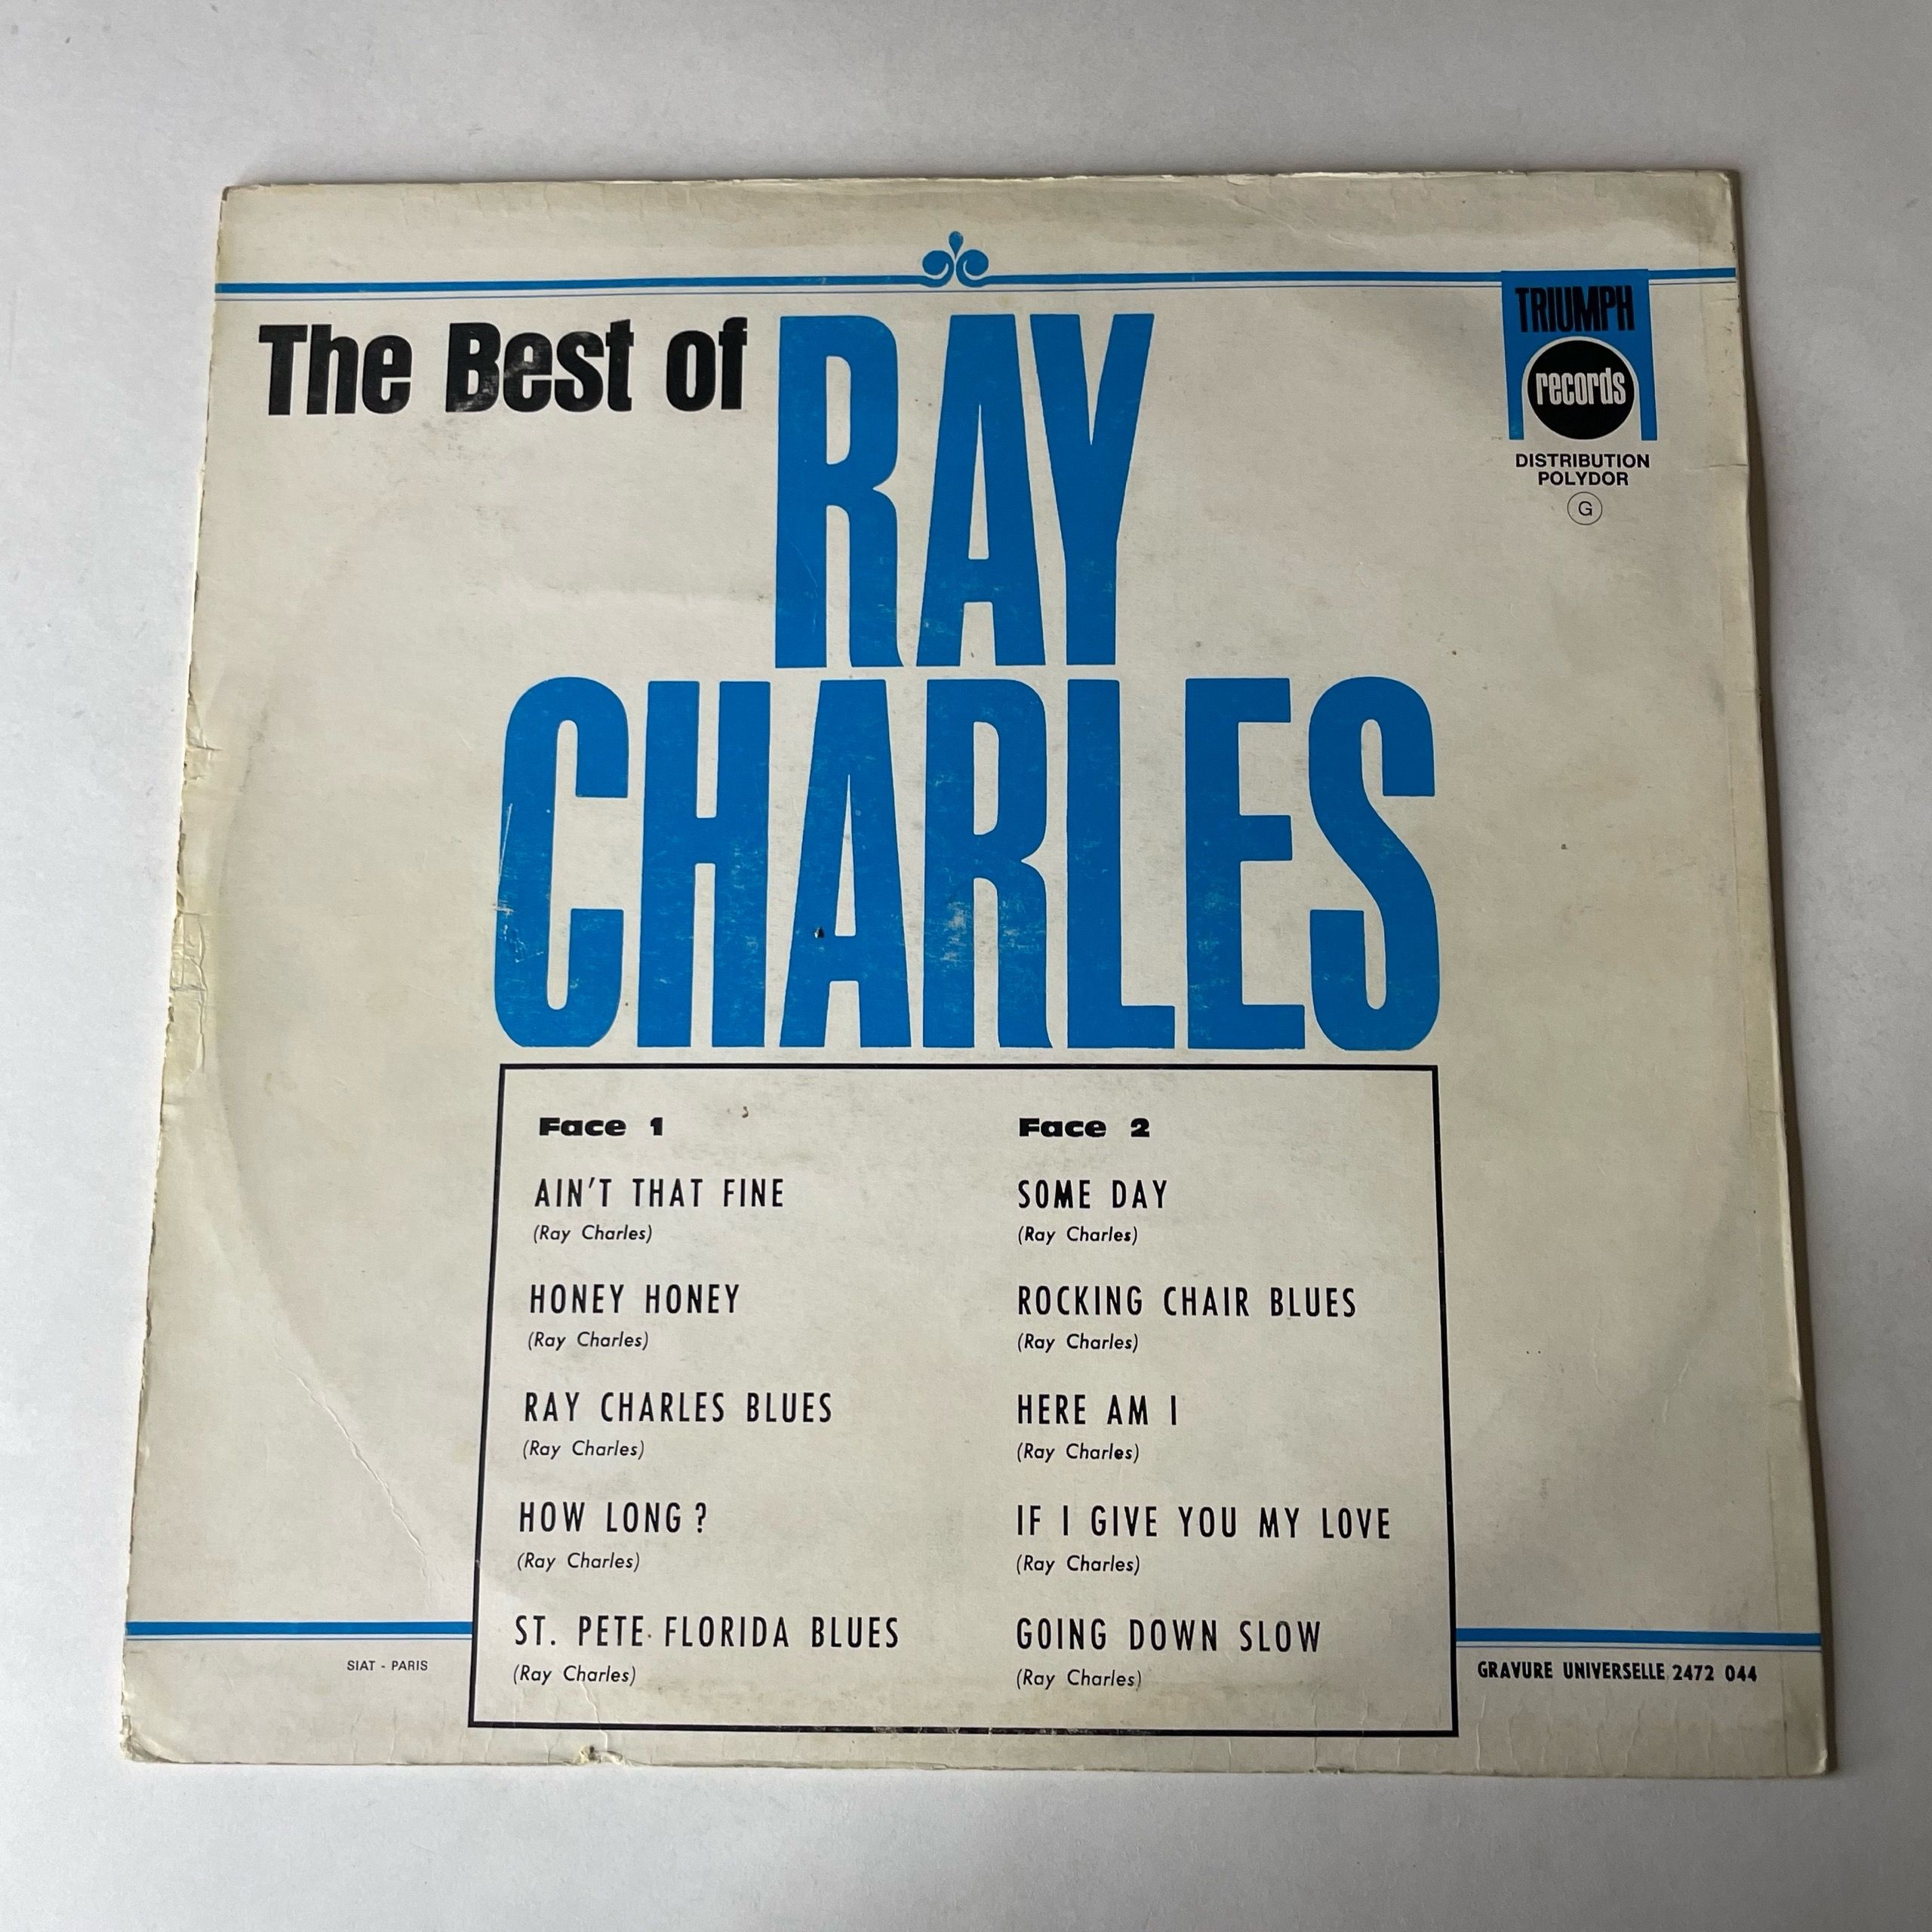 The Best of RAY
CHARLES
TRIUMPH
records
DISTRIBUTION
POLYDOR
G
Face 1
AIN'T THAT FINE
(Ray Charles)
HONEY HONEY
(Ray Charles)
RAY CHARLES BLUES
(Ray Charles)
HOW LONG ?
(Ray Charles)
ST. PETE FLORIDA BLUES
(Ray Charles)
Face 2
SOME DAY
(Ray Charles)
ROCKING CHAIR BLUES
(Ray Charles)
HERE AM I
(Ray Charles)
IF I GIVE YOU MY LOVE
(Ray Charles)
GOING DOWN SLOW
(Ray Charles)
SIAT - PARIS
GRAVURE UNIVERSELLE 2472 044